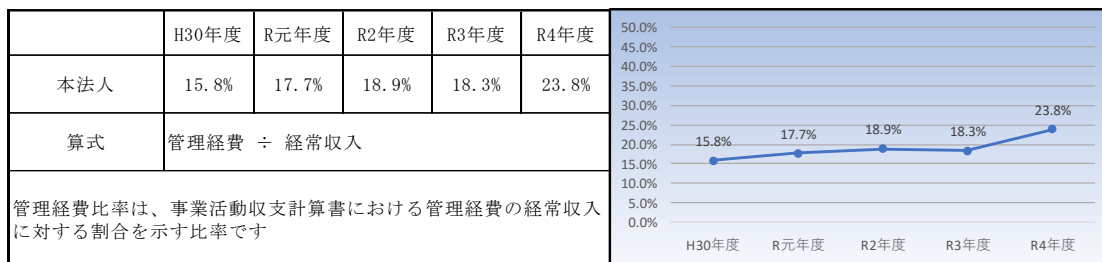 H30年度 R元年度 R2年度 R3年度 R4年度
本法人 15.8% 17.7% 18.9% 18.3% 23.8%
算式 管理経費 ÷ 経常収入
管理経費比率は、事業活動収支計算書における管理経費の経常収入
に対する割合を示す比率です
50.0%
45.0%
40.0%
35.0%
30.0%
25.0%
20.0%
15.0%
10.0%
5.0%
0.0%
15.8% 17.7% 18.9% 18.3% 23.8%
H30年度 R元年度 R2年度 R3年度 R4年度